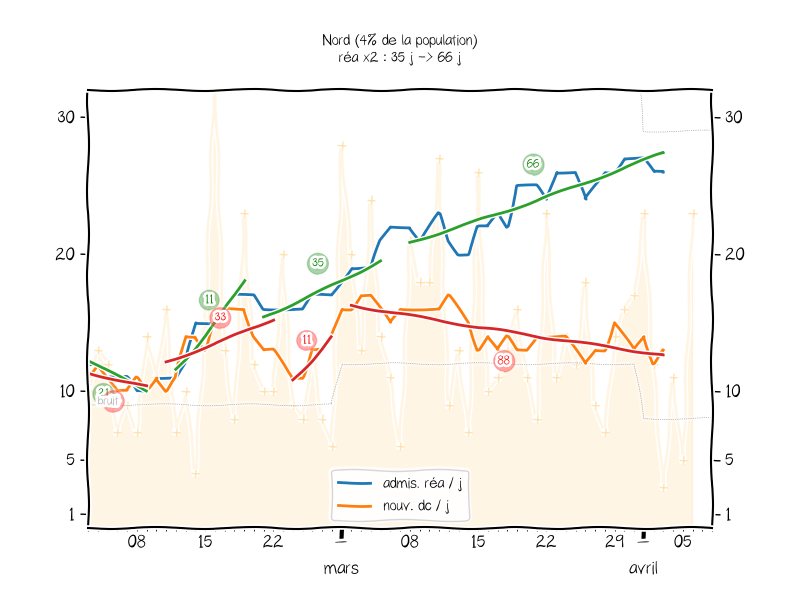 Nord (4% de la population)
réa x2 : 35 j -> 66 j
30 30
66
20 20
35
11
33
11
88
21
bruit
10 10
5 5
1 1
admis. réa / j
nouv. dc / j
08 15 22 1 08 15 22 29 1 05
mars avril